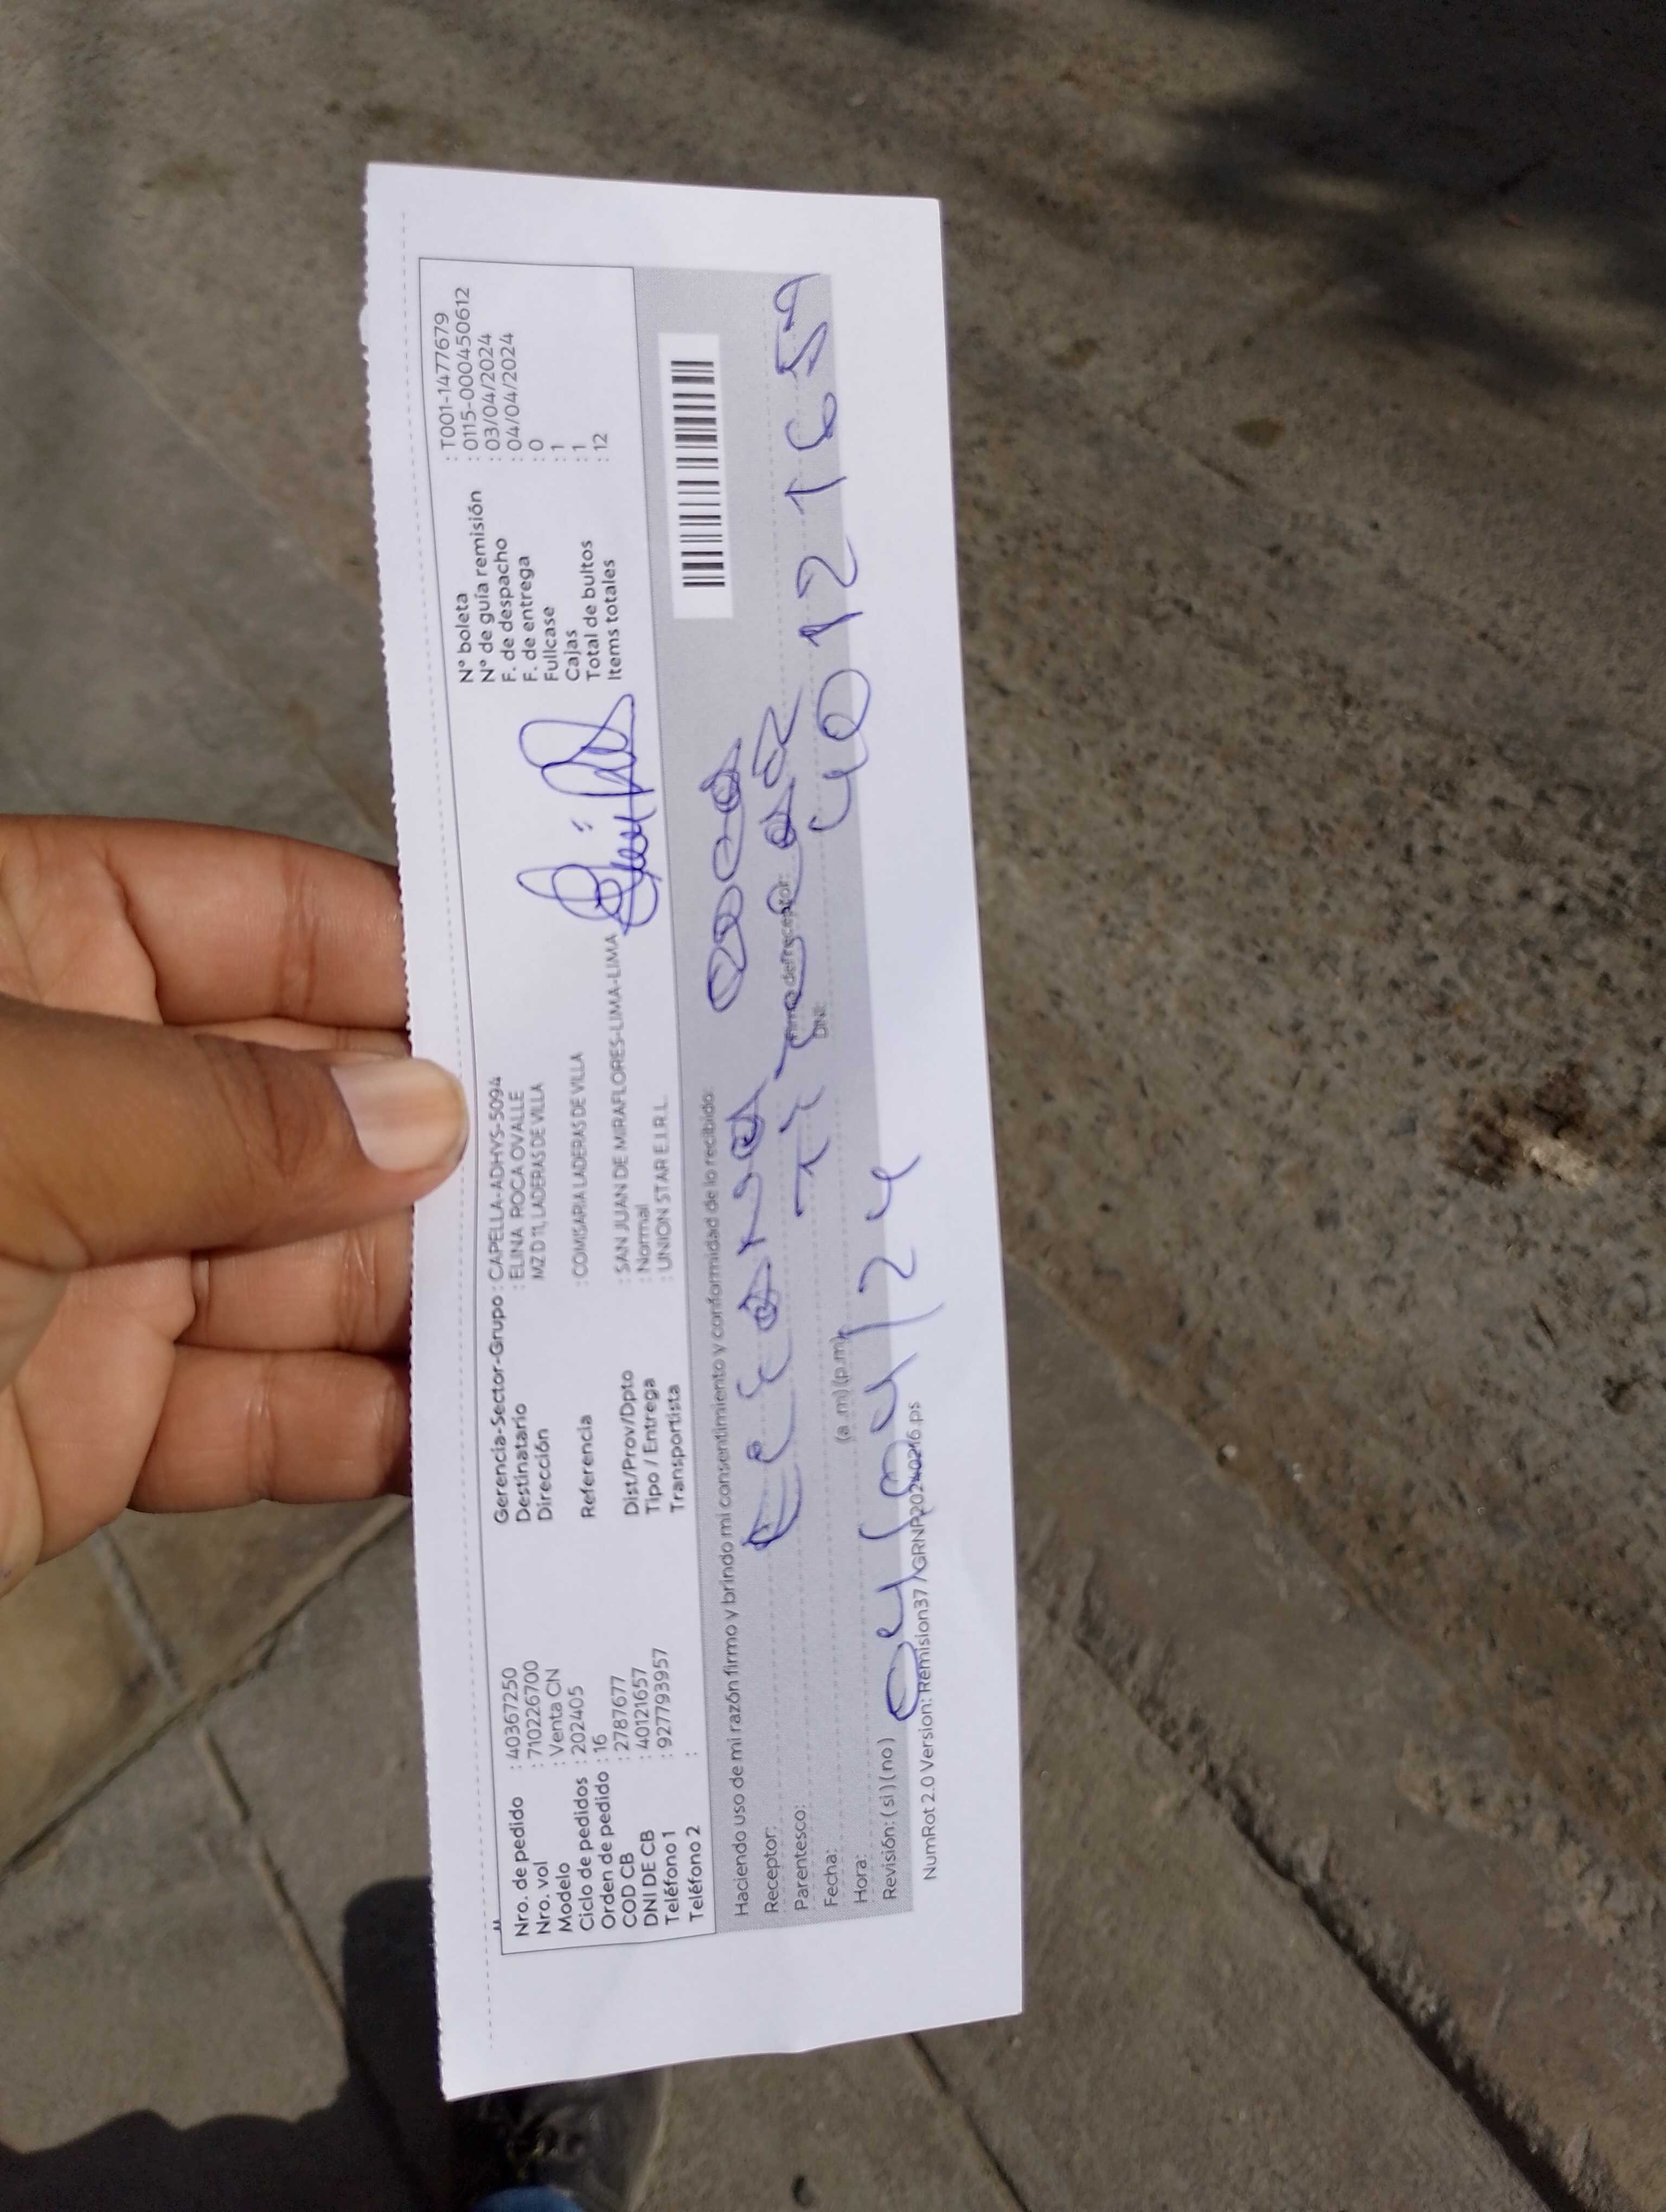 Nro. de pedido : 40367250
Nro. vol : 710226700
Modelo : Venta CN
Ciclo de pedidos : 202405
Orden de pedido : 16
COD CB : 2787677
DNI DE CB : 40121657
Teléfono 1 : 927793957
Teléfono 2 :
Gerencia-Sector-Grupo : CAPELLA-ADHYS-5094
Destinatario : ELINA ROCA OVALLE
Dirección MZ D 11, LADERAS DE VILLA
Referencia : COMISARIA LADERAS DE VILLA
Dist/Prov/Dpto : SAN JUAN DE MIRAFLORES-LIMA-LIMA
Tipo / Entrega : Normal
Transportista : UNION STAR E.I.R.L.
N° boleta : T001-1477679
N° de guía remisión : 0115-000450612
F. de despacho : 03/04/2024
F. de entrega : 04/04/2024
Fullcase : 0
Cajas : 1
Total de bultos : 1
Items totales : 12
Haciendo uso de mi razón firmo y brindo mi consentimiento y conformidad de lo recibido:
Receptor:
Parentesco: Firma del receptor:
Fecha: DNI:
Hora: (a.m) (p.m)
Revisión: (si) (no) 04/04/24
NumRot 2.0 Version: Remision37 /GRNP20240216.ps